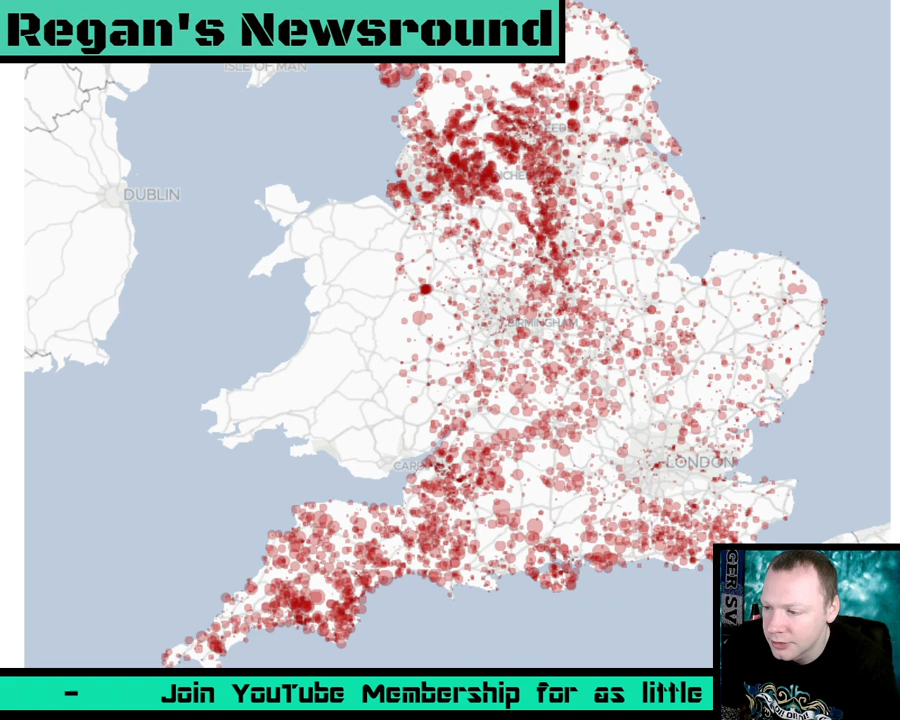 Regan's Newsround
ISLE OF MAN
DUBLIN
BIRMINGHAM
LONDON
- Join YouTube Membership for as little